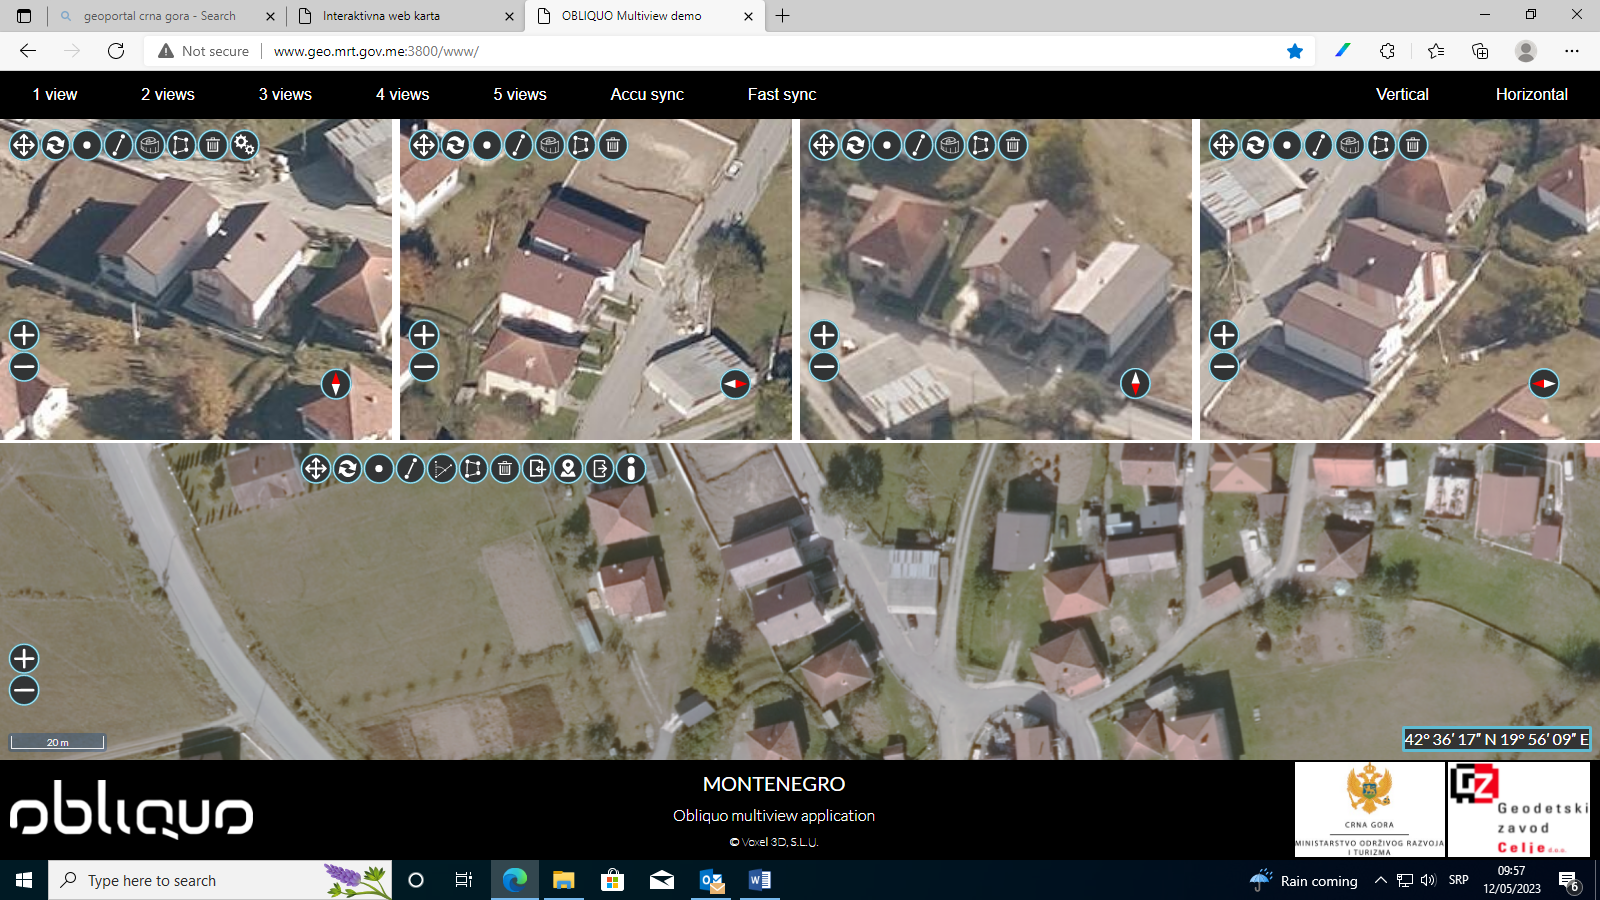 geoportal crna gora - Search
Interaktivna web karta
OBLIQUO Multiview demo
Not secure
www.geo.mrt.gov.me:3800/www/
1 view
2 views
3 views
4 views
5 views
Accu sync
Fast sync
Vertical
Horizontal
20 m
42° 36′ 17″ N 19° 56′ 09″ E
obliquo
MONTENEGRO
Obliquo multiview application
© Voxel 3D, S.L.U.
CRNA GORA
MINISTARSTVO ODRŽIVOG RAZVOJA
I TURIZMA
GZ
Geodetski
zavod
Celje d.o.o.
Type here to search
Rain coming
SRP
09:57
12/05/2023
6